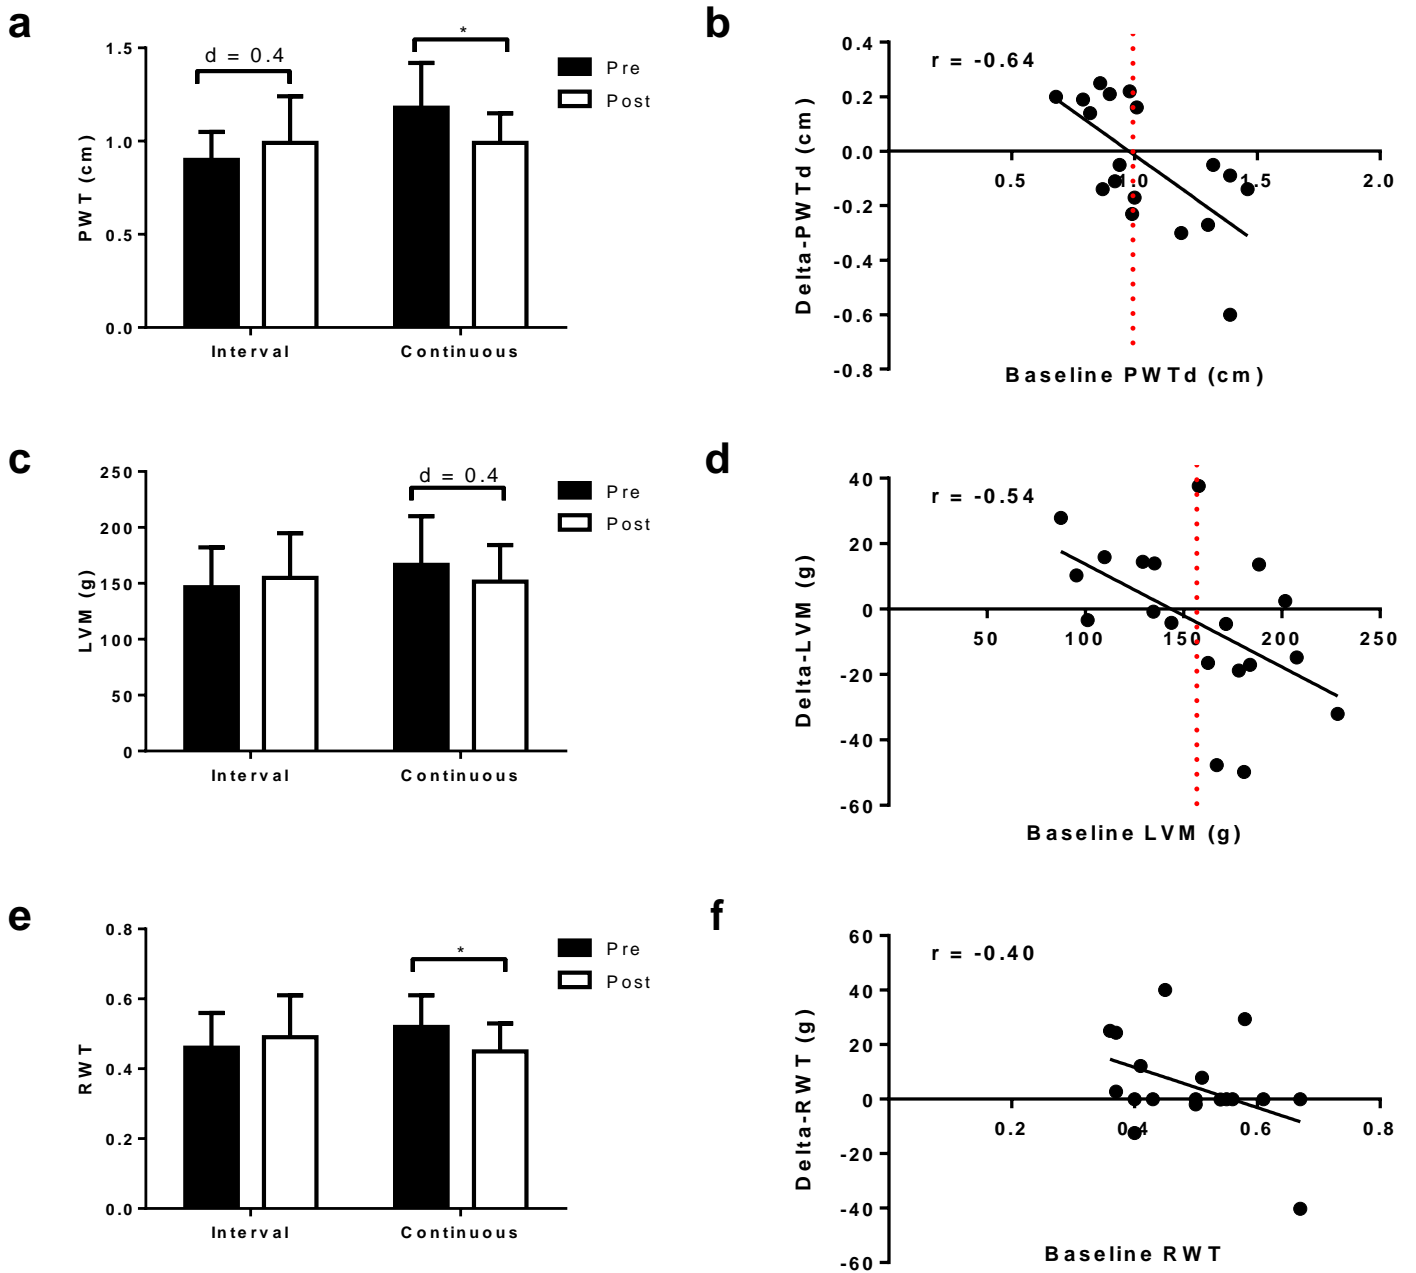 a
1.5
1.0
0.5
0.0
PWT (cm)
d = 0.4
*
Pre
Post
Interval
Continuous
b
0.4
0.2
0.0
-0.2
-0.4
-0.6
-0.8
Delta-PWTd (cm)
r = -0.64
0.5
1.0
1.5
2.0
Baseline PWTd (cm)
c
250
200
150
100
50
0
LVM (g)
d = 0.4
Pre
Post
Interval
Continuous
d
40
20
0
-20
-40
-60
Delta-LVM (g)
r = -0.54
50
100
150
200
250
Baseline LVM (g)
e
0.8
0.6
0.4
0.2
0.0
RWT
*
Pre
Post
Interval
Continuous
f
60
40
20
0
-20
-40
-60
Delta-RWT (g)
r = -0.40
0.2
0.4
0.6
0.8
Baseline RWT